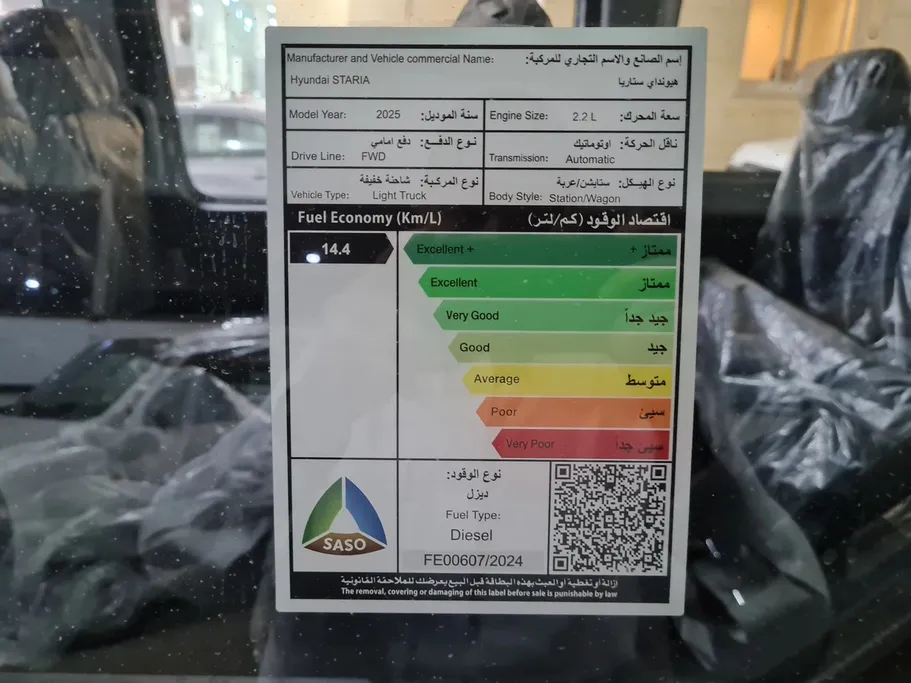 Manufacturer and Vehicle commercial Name: إسم الصانع والاسم التجاري للمركبة:
Hyundai STARIA هيونداي ستاريا
Model Year: 2025 سنة الموديل:
Engine Size: 2.2 L سعة المحرك:
نوع الدفـــع: دفع امامي
Drive Line: FWD
ناقل الحركة: اوتوماتيك
Transmission: Automatic
نوع المركبة: شاحنة خفيفة
Vehicle Type: Light Truck
نوع الهيـكل: ستايشن/عربة
Body Style: Station/Wagon
Fuel Economy (Km/L) اقتصاد الوقود (كم/لتر)
14.4
Excellent + ممتاز +
Excellent ممتاز
Very Good جيد جداً
Good جيد
Average متوسط
Poor سيئ
Very Poor سيئ جداً
SASO
نوع الوقود:
ديزل
Fuel Type:
Diesel
FE00607/2024
إزالة أو تغطية أو العبث بهذه البطاقة قبل البيع يعرضك للملاحقة القانونية
The removal, covering or damaging of this label before sale is punishable by law